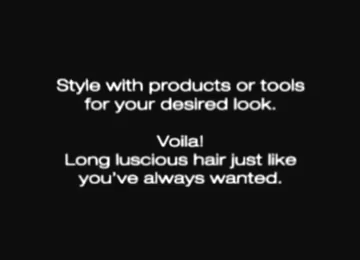 Style with products or tools
for your desired look.
Voila!
Long luscious hair just like
you've always wanted.